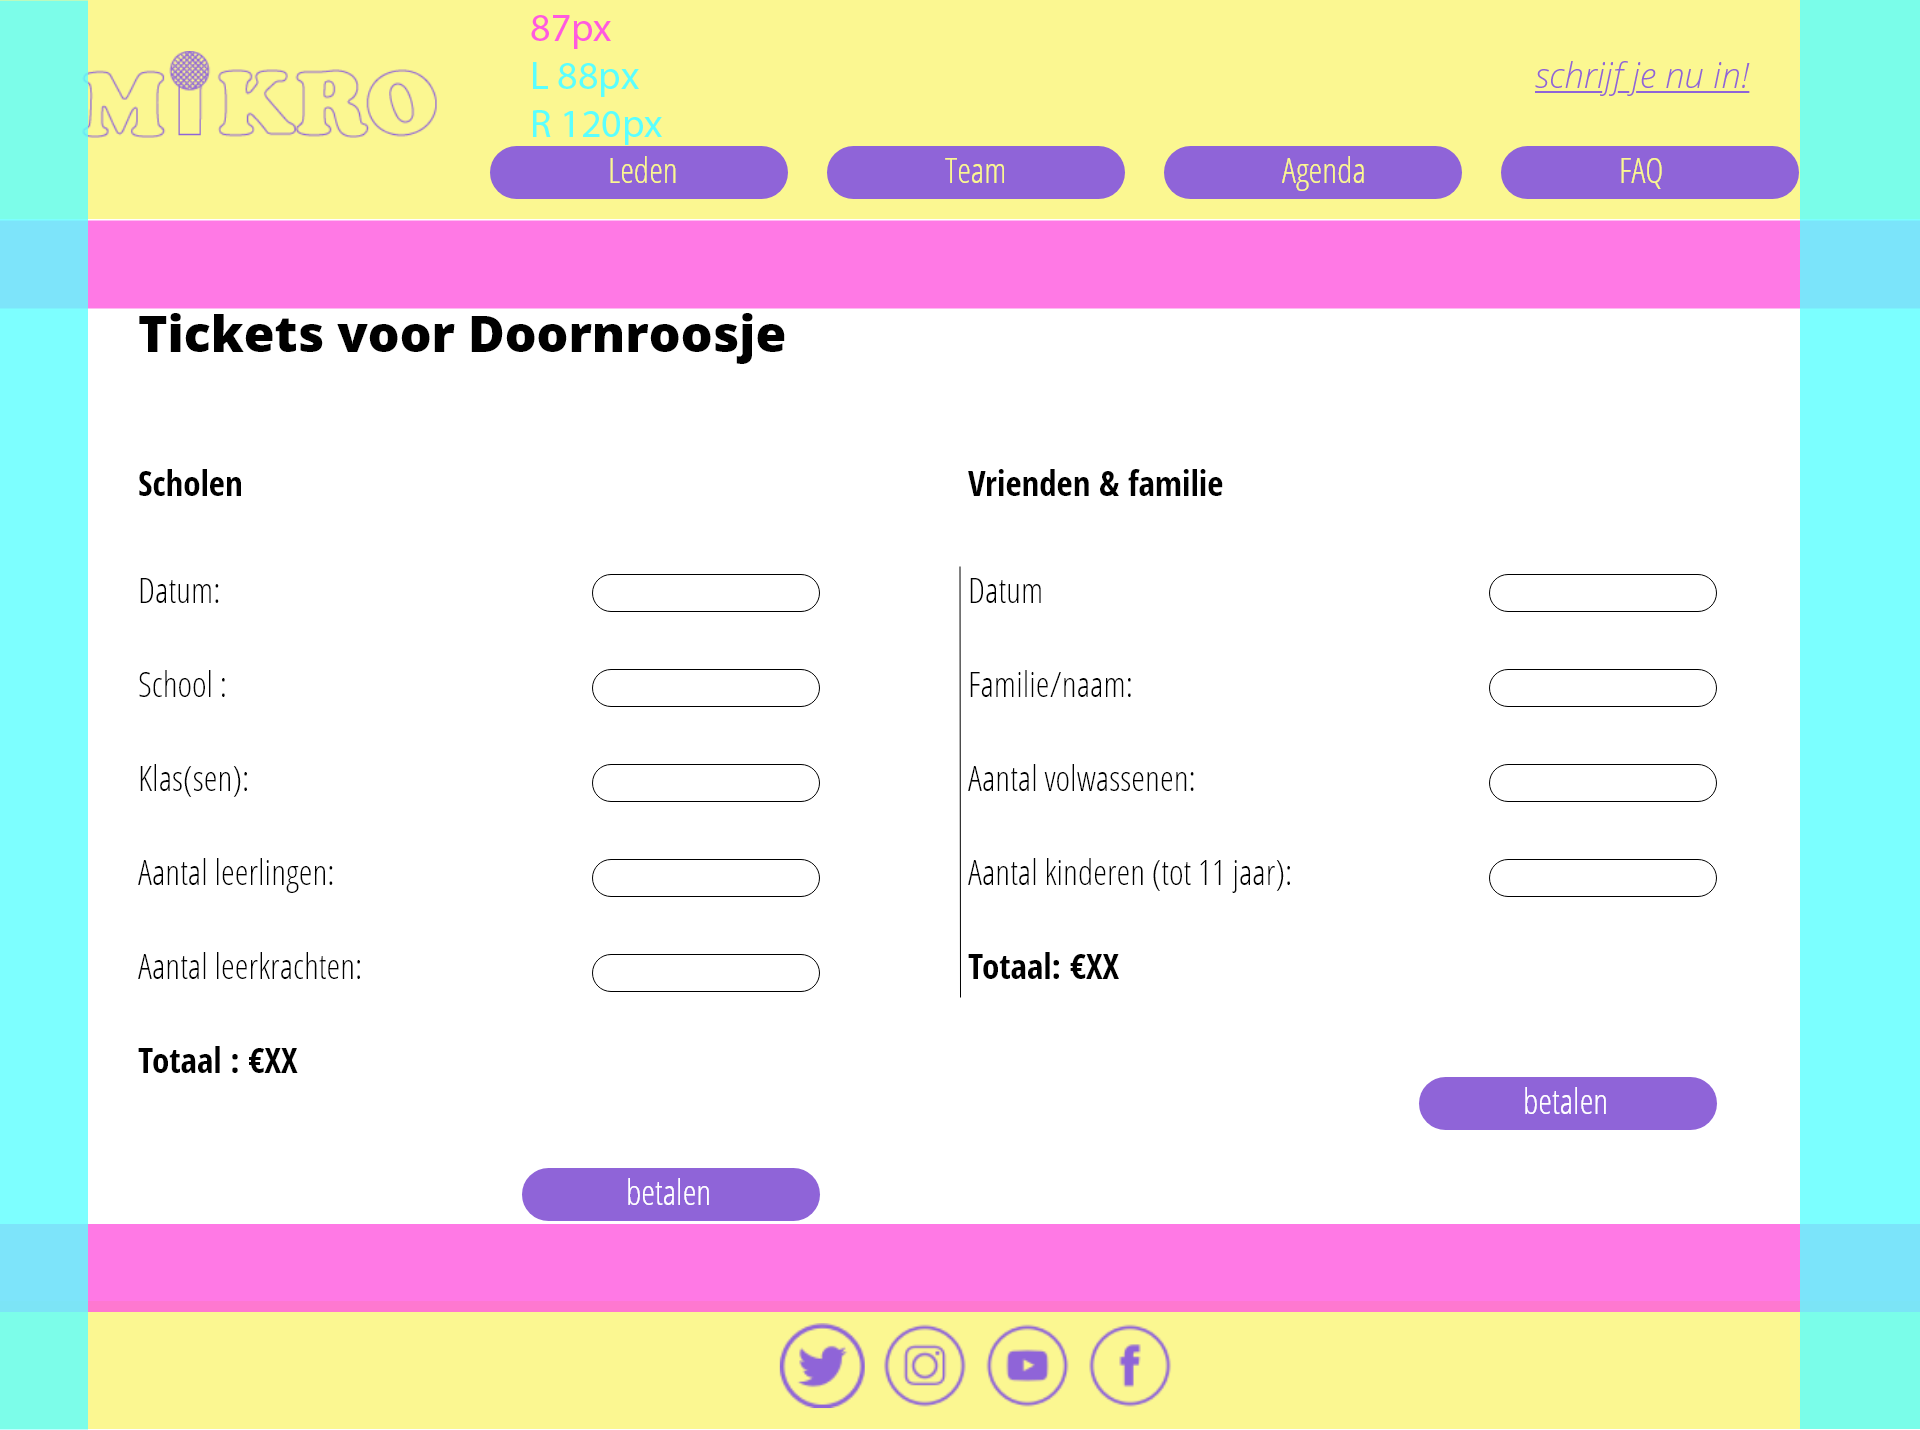 87px
L 88px
R 120px
MiKRO
schrijf je nu in!
Leden Team Agenda FAQ
Tickets voor Doornroosje
Scholen
Datum:
School :
Klas(sen):
Aantal leerlingen:
Aantal leerkrachten:
Totaal : €XX
betalen
Vrienden & familie
Datum
Familie/naam:
Aantal volwassenen:
Aantal kinderen (tot 11 jaar):
Totaal: €XX
betalen